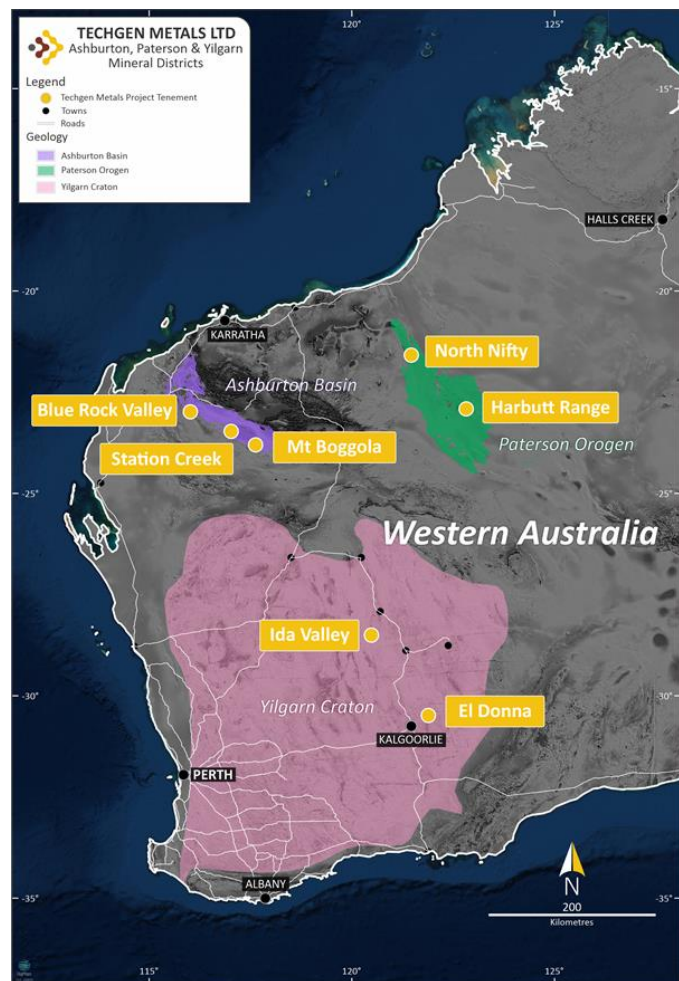 TECHGEN METALS LTD
Ashburton, Paterson & Yilgarn
Mineral Districts
Legend
Techgen Metals Project Tenement
Towns
Roads
Geology
Ashburton Basin
Paterson Orogen
Yilgarn Craton
120°
125°
-15°
HALLS CREEK
-20°
-20°
KARRATHA
North Nifty
Ashburton Basin
Blue Rock Valley
Harbutt Range
Mt Boggola
Paterson Orogen
Station Creek
-25°
-25°
Western Australia
Ida Valley
-30°
-30°
Yilgarn Craton
El Donna
KALGOORLIE
PERTH
ALBANY
N
-35°
-35°
200
Kilometres
115°
120°
125°